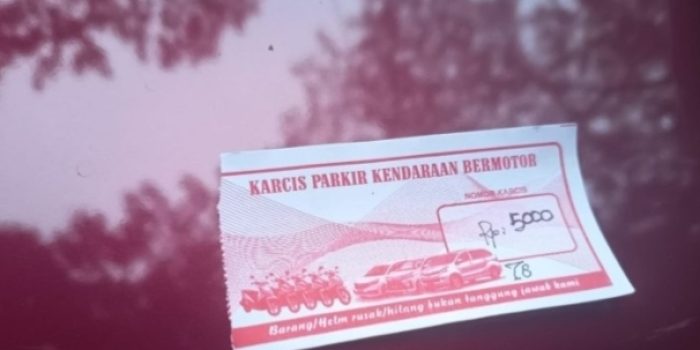 KARCIS PARKIR KENDARAAN BERMOTOR
NOMOR KARCIS
Rp: 5000
Barang/Helm rusak/hilang bukan tanggung jawab kami